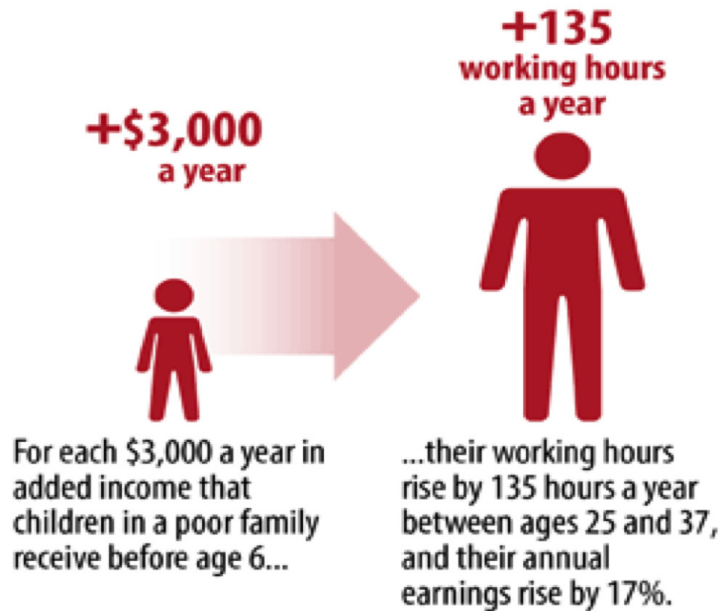 +$3,000
a year
For each $3,000 a year in
added income that
children in a poor family
receive before age 6...
+135
working hours
a year
...their working hours
rise by 135 hours a year
between ages 25 and 37,
and their annual
earnings rise by 17%.